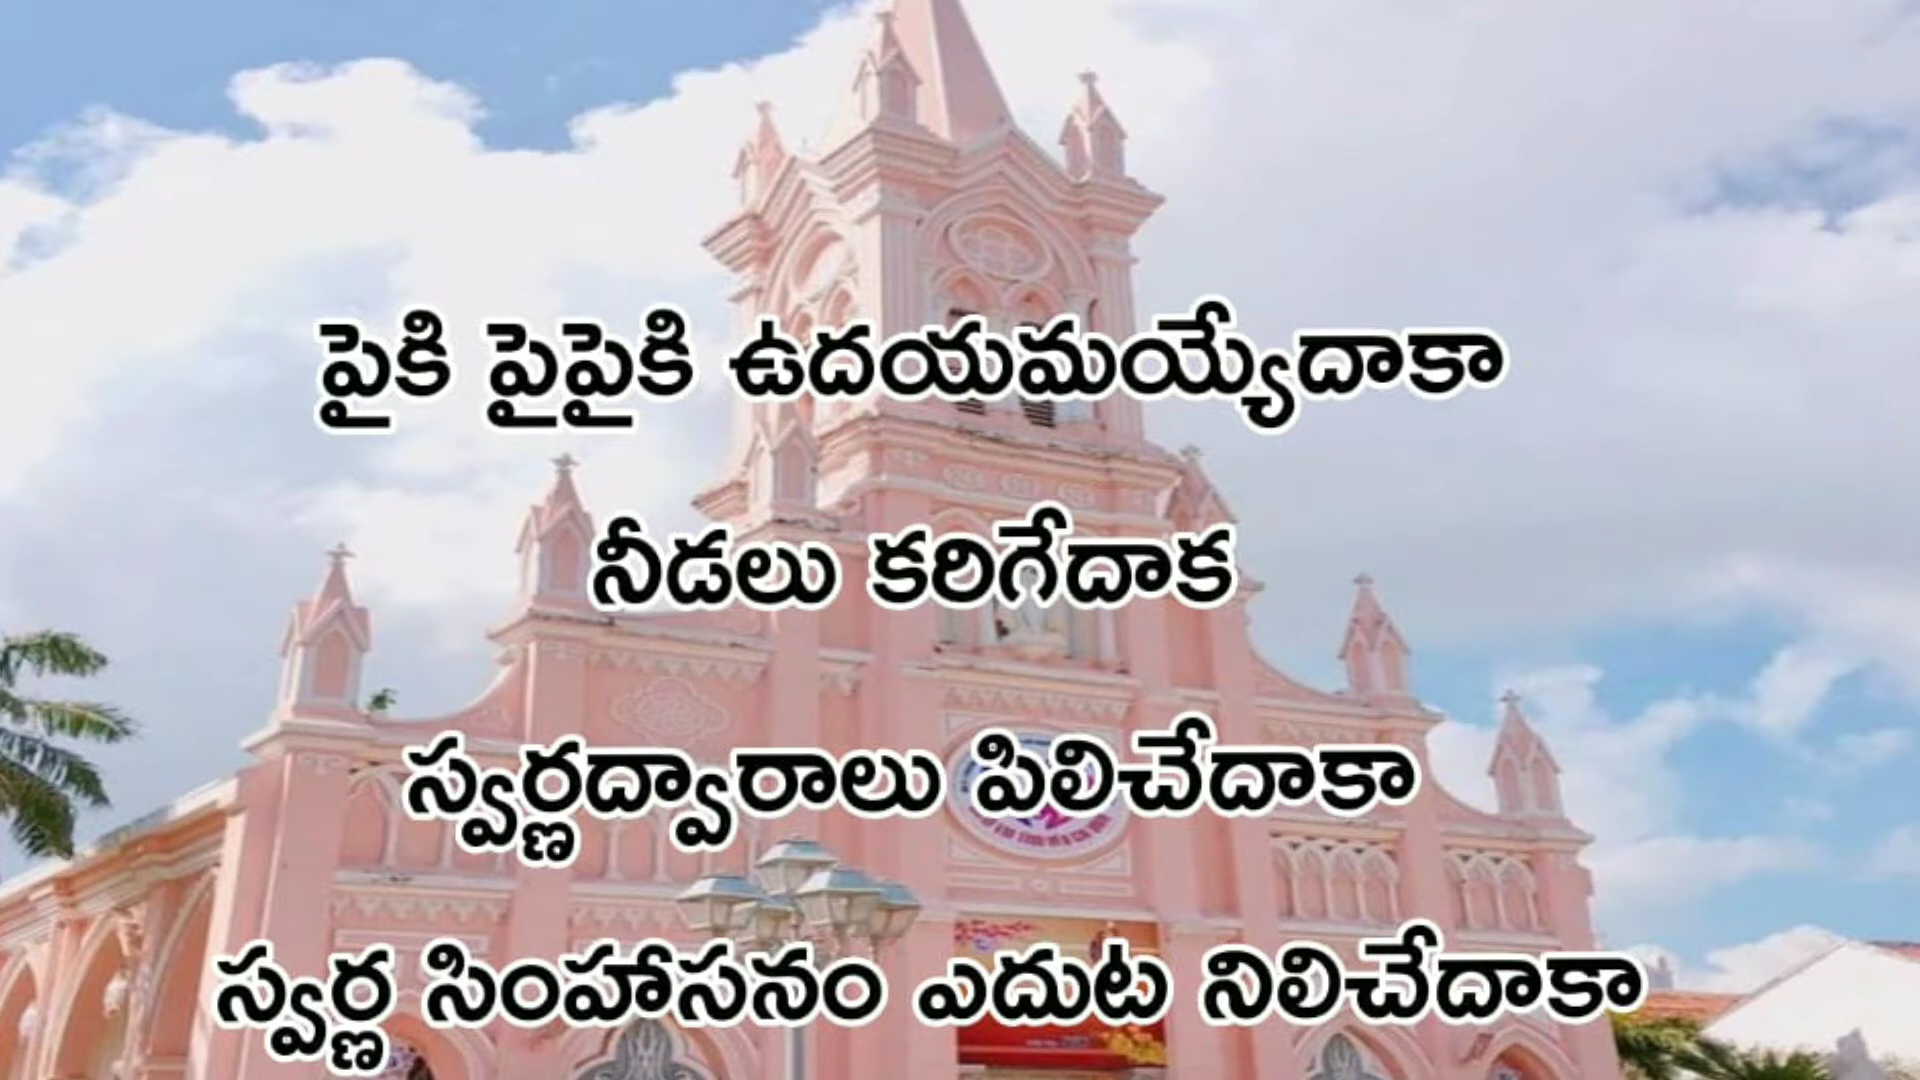 పైకి పైపైకి ఉదయమయ్యేదాకా
నీడలు కరిగేదాక
స్వర్ణద్వారాలు పిలిచేదాకా
స్వర్ణ సింహాసనం ఎదుట నిలిచేదాకా